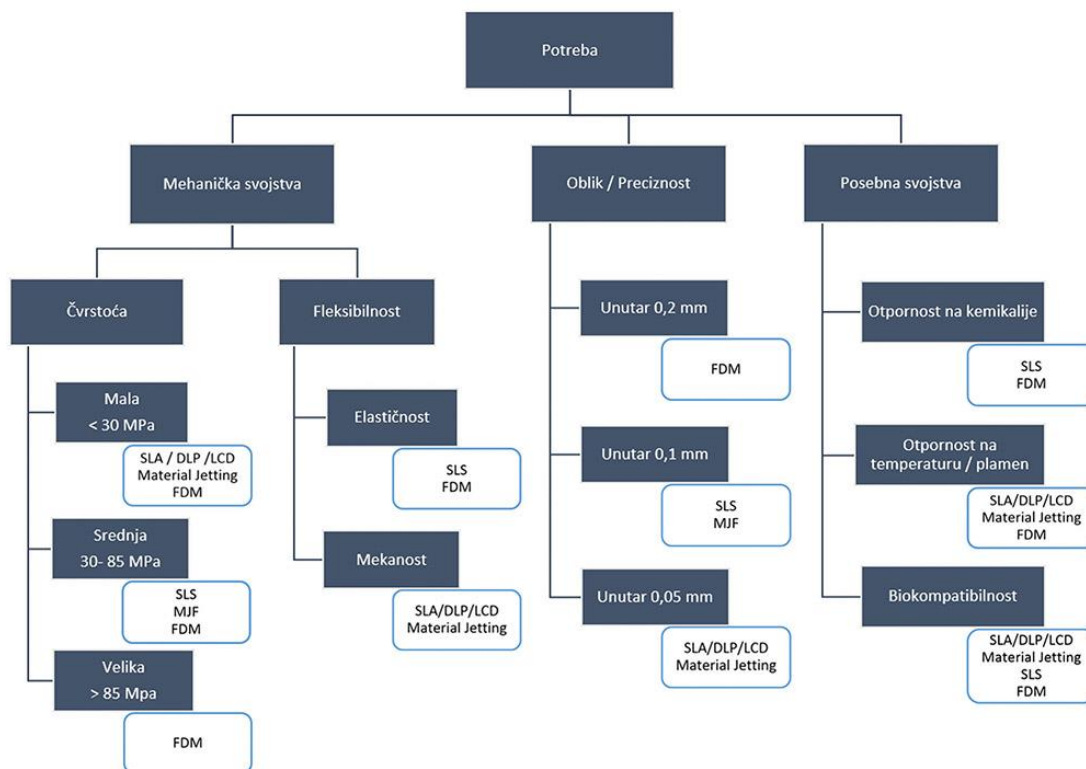 Potreba
Mehanička svojstva
Oblik / Preciznost
Posebna svojstva
Čvrstoća
Fleksibilnost
Mala
< 30 MPa
SLA / DLP /LCD
Material Jetting
FDM
Srednja
30- 85 MPa
SLS
MJF
FDM
Velika
> 85 Mpa
FDM
Elastičnost
SLS
FDM
Mekanost
SLA/DLP/LCD
Material Jetting
Unutar 0,2 mm
FDM
Unutar 0,1 mm
SLS
MJF
Unutar 0,05 mm
SLA/DLP/LCD
Material Jetting
Otpornost na kemikalije
SLS
FDM
Otpornost na
temperaturu / plamen
SLA/DLP/LCD
Material Jetting
FDM
Biokompatibilnost
SLA/DLP/LCD
Material Jetting
SLS
FDM